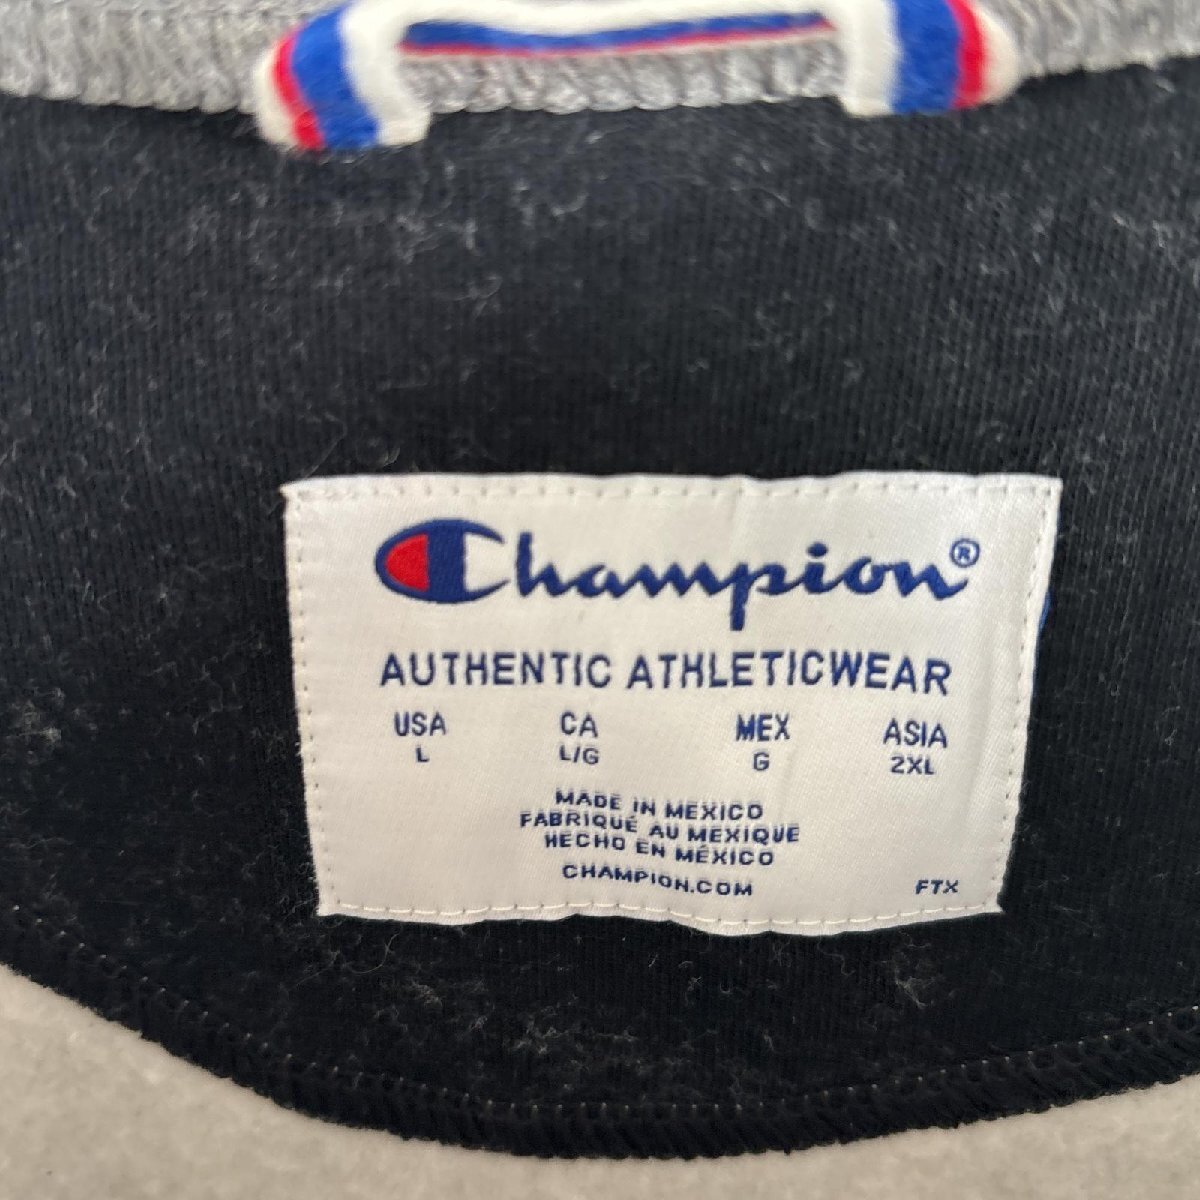 Champion®
AUTHENTIC ATHLETICWEAR
USA CA MEX ASIA
L L/G G 2XL
MADE IN MEXICO
FABRIQUÉ AU MEXIQUE
HECHO EN MÉXICO
CHAMPION.COM
FTX